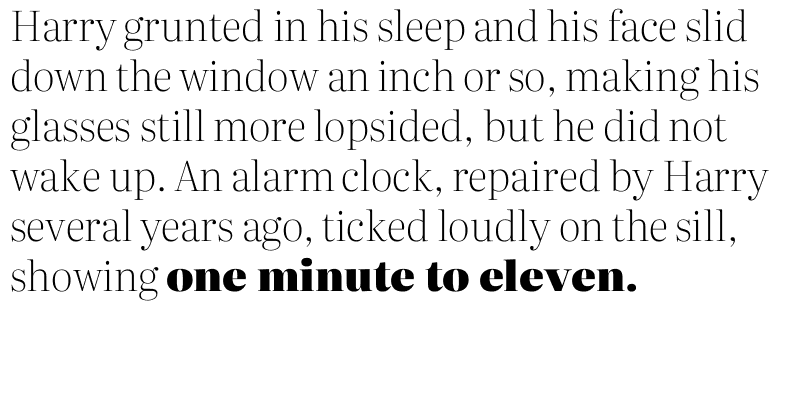 Harry grunted in his sleep and his face slid
down the window an inch or so, making his
glasses still more lopsided, but he did not
wake up. An alarm clock, repaired by Harry
several years ago, ticked loudly on the sill,
showing one minute to eleven.